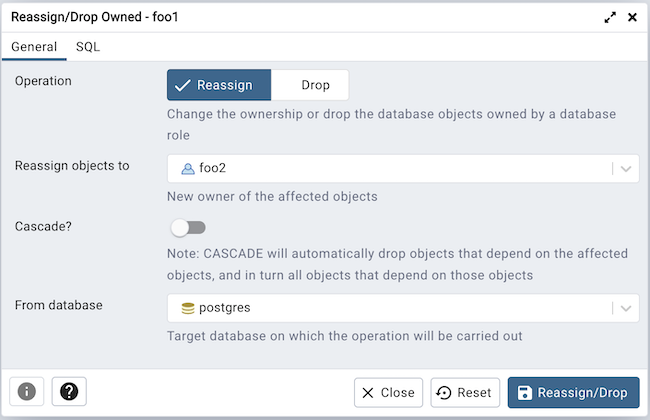 Reassign/Drop Owned - foo1
General SQL
Operation Reassign Drop
Change the ownership or drop the database objects owned by a database
role
Reassign objects to foo2
New owner of the affected objects
Cascade?
Note: CASCADE will automatically drop objects that depend on the affected
objects, and in turn all objects that depend on those objects
From database postgres
Target database on which the operation will be carried out
Close Reset Reassign/Drop